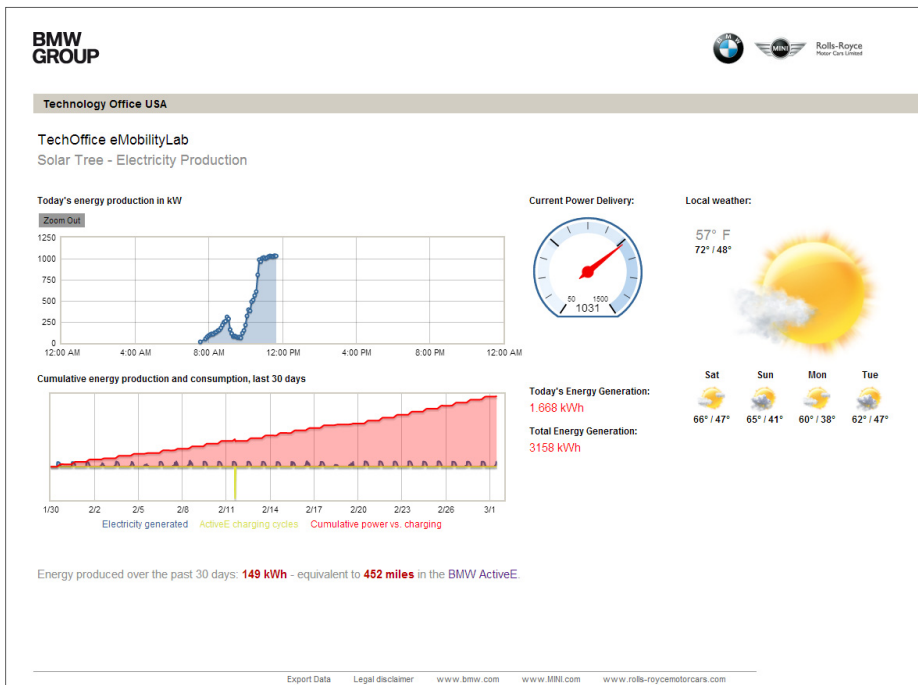 BMW
GROUP
BMW
MINI
Rolls-Royce
Motor Cars Limited
Technology Office USA
TechOffice eMobilityLab
Solar Tree - Electricity Production
Today's energy production in kW
Zoom Out
1250
1000
750
500
250
0
12:00 AM 4:00 AM 8:00 AM 12:00 PM 4:00 PM 8:00 PM 12:00 AM
Current Power Delivery:
50 1500
1031
Local weather:
57° F
72° / 48°
Sat Sun Mon Tue
66° / 47° 65° / 41° 60° / 38° 62° / 47°
Cumulative energy production and consumption, last 30 days
1/30 2/2 2/5 2/8 2/11 2/14 2/17 2/20 2/23 2/26 3/1
Electricity generated ActiveE charging cycles Cumulative power vs. charging
Today's Energy Generation:
1.668 kWh
Total Energy Generation:
3158 kWh
Energy produced over the past 30 days: 149 kWh - equivalent to 452 miles in the BMW ActiveE.
Export Data Legal disclaimer www.bmw.com www.MINI.com www.rolls-roycemotorcars.com